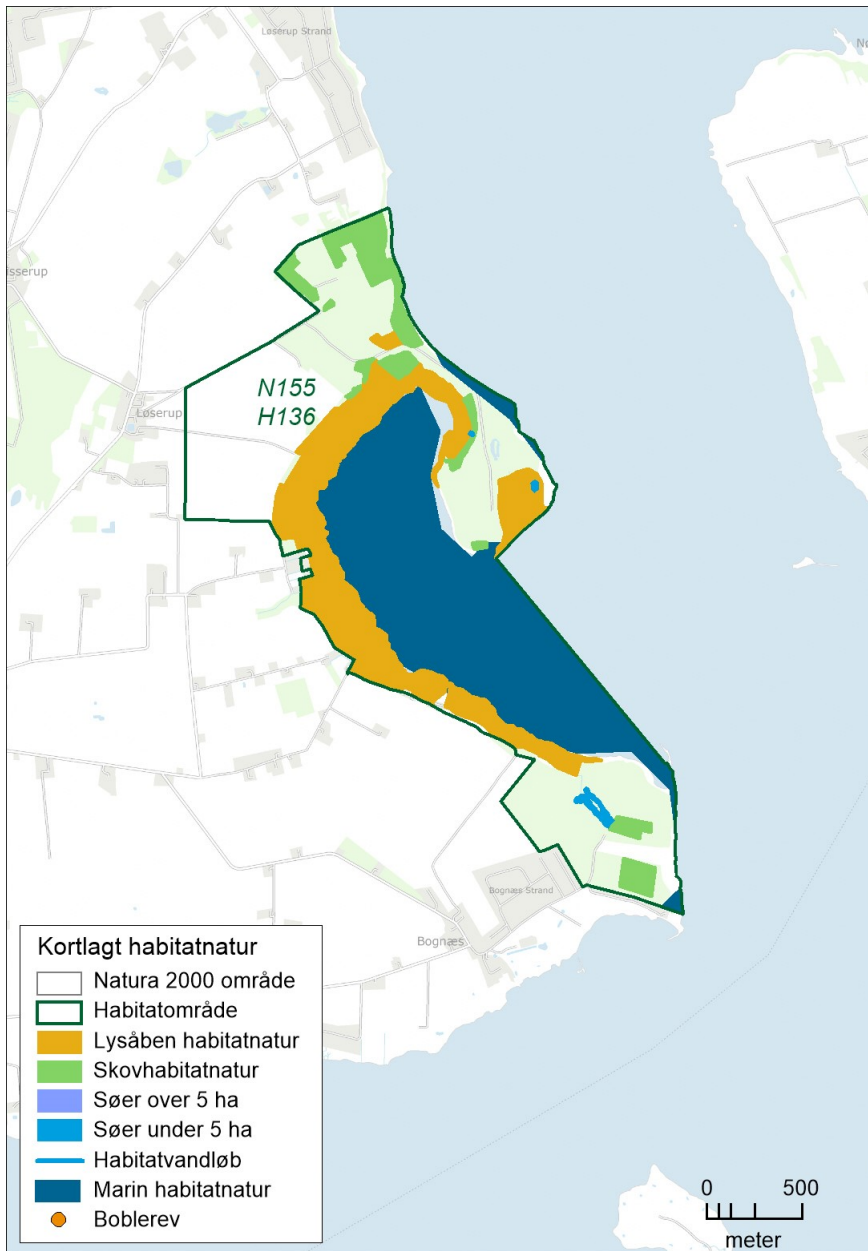 Løserup Strand
isserup
N155
H136
Løserup
Bognæs Strand
Bognæs
Kortlagt habitatnatur
Natura 2000 område
Habitatområde
Lysåben habitatnatur
Skovhabitatnatur
Søer over 5 ha
Søer under 5 ha
Habitatvandløb
Marin habitatnatur
Boblerev
0 500
meter